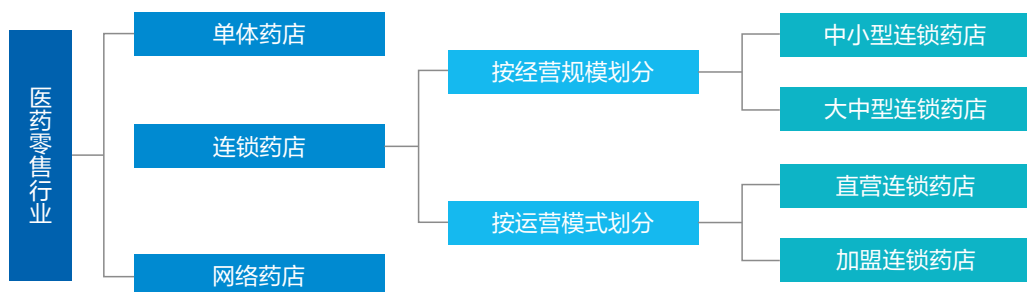 医药零售行业
单体药店
连锁药店
网络药店
按经营规模划分
按运营模式划分
中小型连锁药店
大中型连锁药店
直营连锁药店
加盟连锁药店